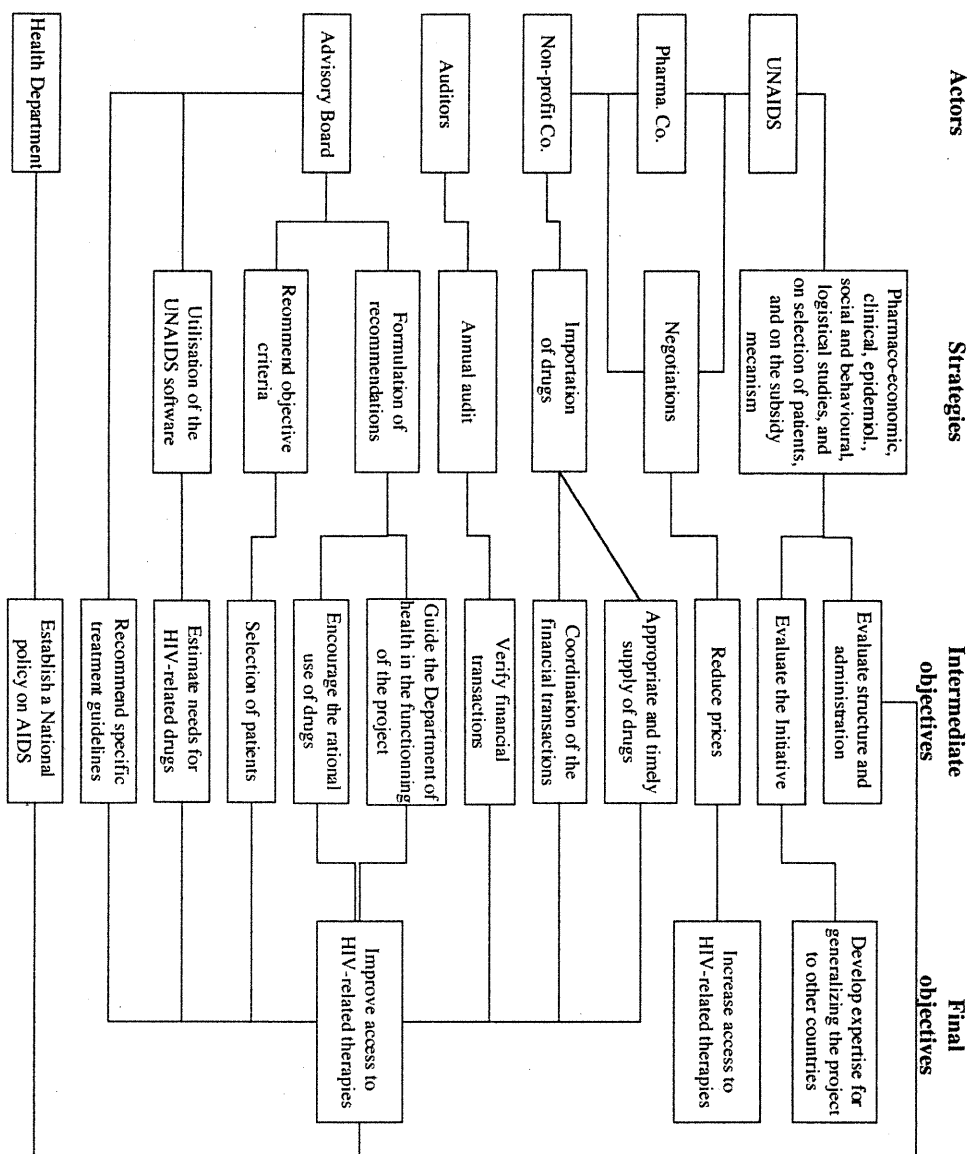 Actors
UNAIDS
Pharma. Co.
Non-profit Co.
Auditors
Advisory Board
Health Department
Strategies
Pharmaco-economic,
clinical, epidemiol.,
social and behavioural,
logistical studies, and
on selection of patients,
and on the subsidy
mecanism
Negotiations
Importation
of drugs
Annual audit
Formulation of
recommendations
Recommend objective
criteria
Utilisation of the
UNAIDS software
Intermediate
objectives
Evaluate structure and
administration
Evaluate the Initiative
Reduce prices
Appropriate and timely
supply of drugs
Coordination of the
financial transactions
Verify financial
transactions
Guide the Department of
health in the functionning
of the project
Encourage the rational
use of drugs
Selection of patients
Estimate needs for
HIV-related drugs
Recommend specific
treatment guidelines
Establish a National
policy on AIDS
Final
objectives
Develop expertise for
generalizing the project
to other countries
Increase access to
HIV-related therapies
Improve access to
HIV-related therapies